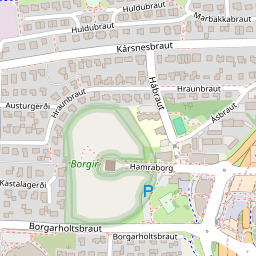 Huldubraut
Huldubraut
Marbakkabraut
Kársnesbraut
Hábraut
Hraunbraut
Hraunbraut
Austurgerði
Ásbraut
Borgir
Hamraborg
Kastalagerði
P
Borgarholtsbraut
Borgarholtsbraut